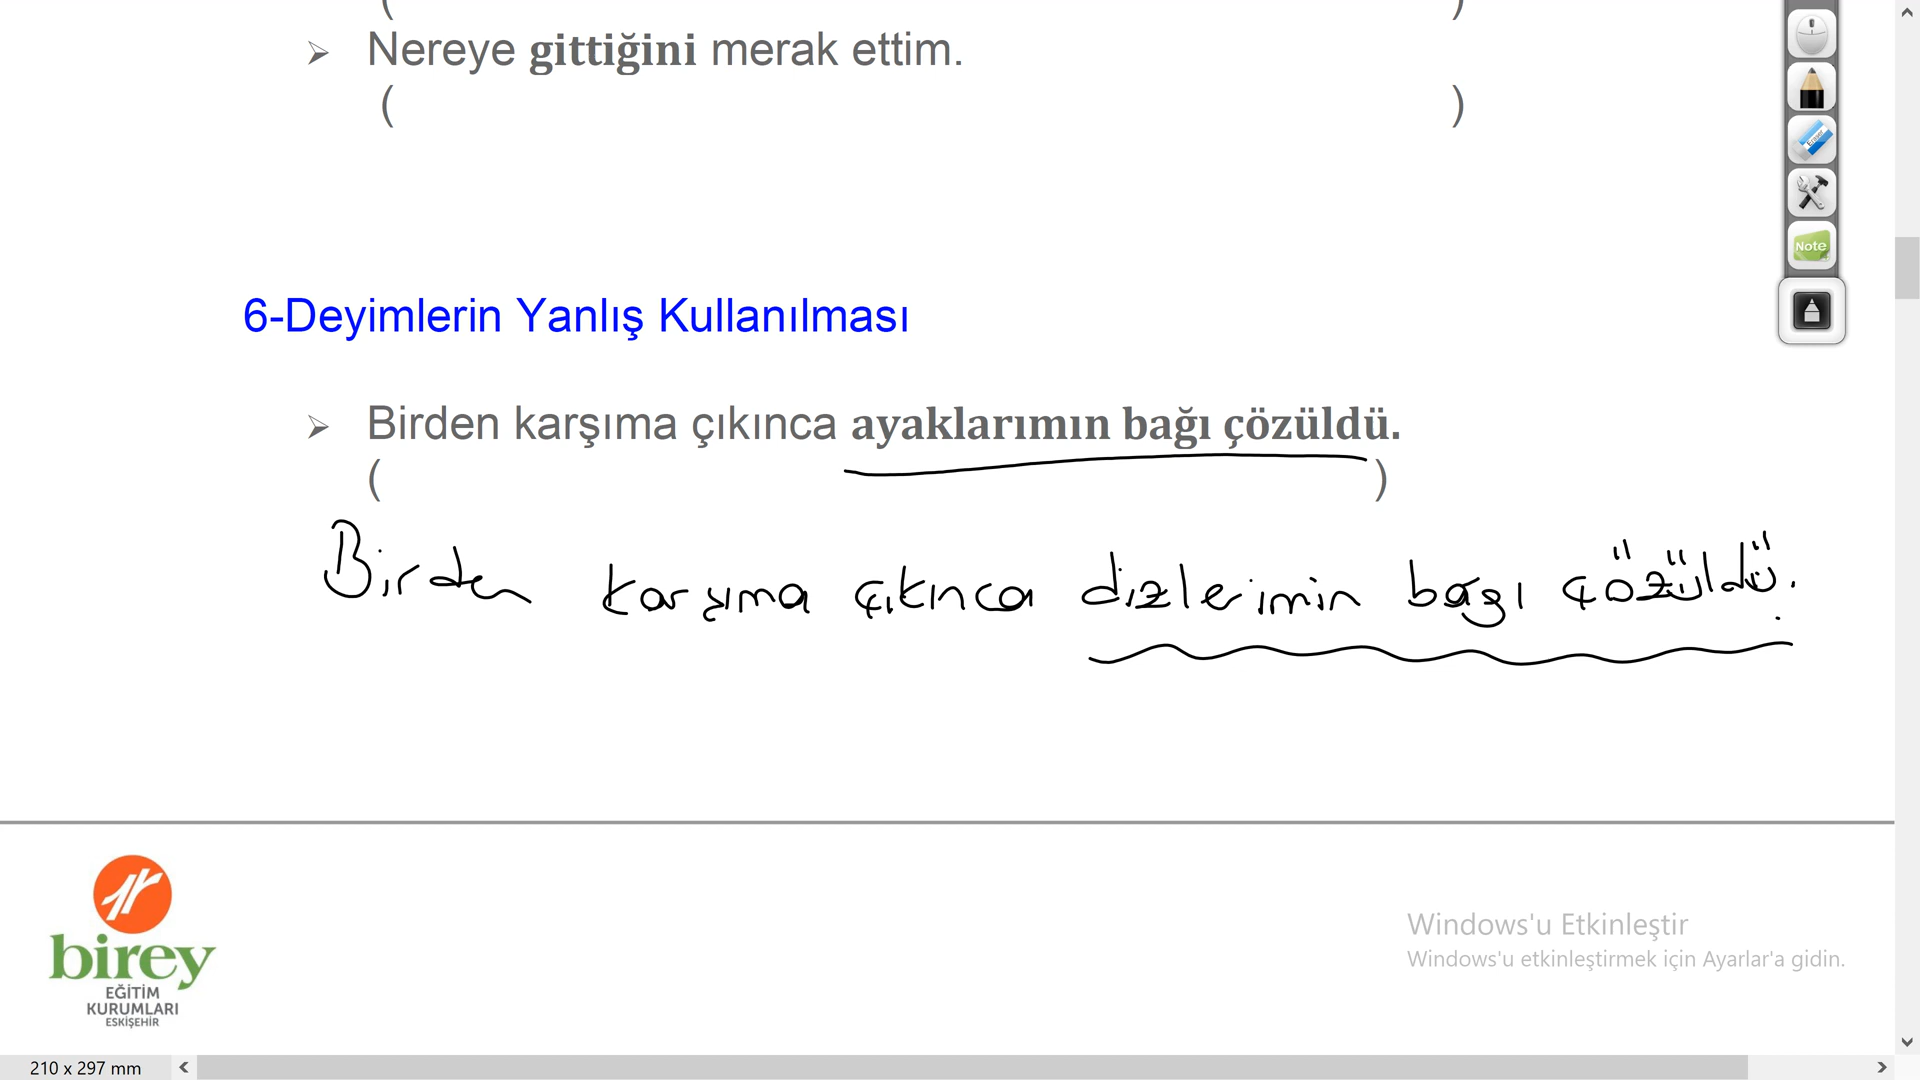 ( )
➢ Nereye gittiğini merak ettim.
( )
Note
6-Deyimlerin Yanlış Kullanılması
➢ Birden karşıma çıkınca ayaklarımın bağı çözüldü.
( )
Birden karşıma çıkınca dizlerimin bağı çözüldü.
birey
EĞİTİM
KURUMLARI
ESKİŞEHİR
Windows'u Etkinleştir
Windows'u etkinleştirmek için Ayarlar'a gidin.
210 x 297 mm